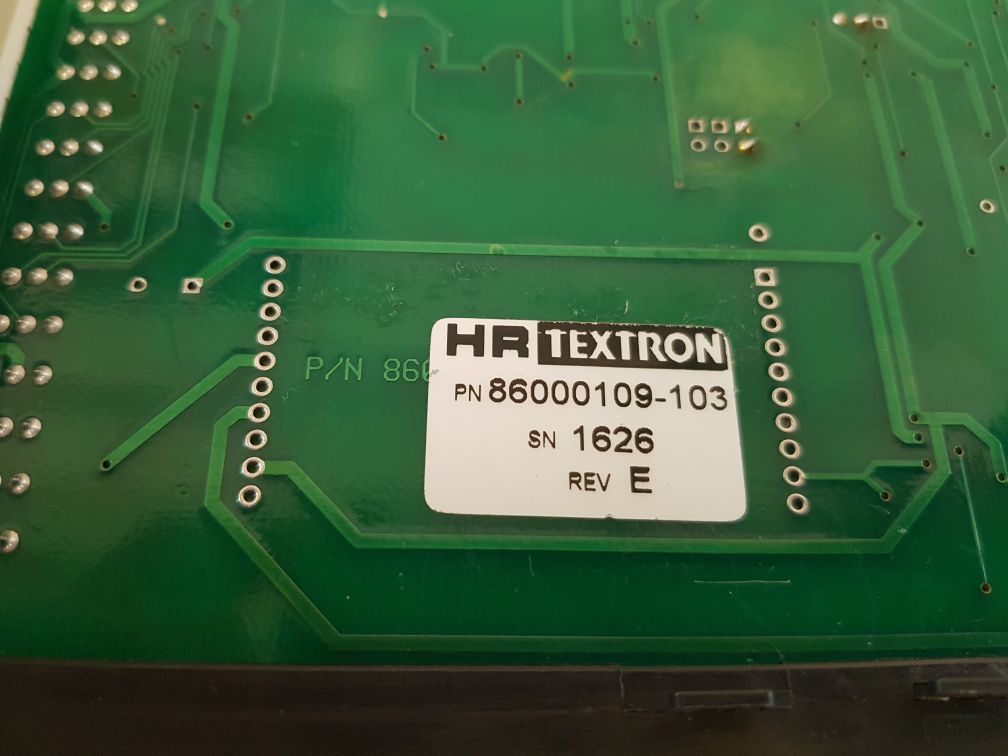 HR TEXTRON
P/N 860
PN 86000109-103
SN 1626
REV E